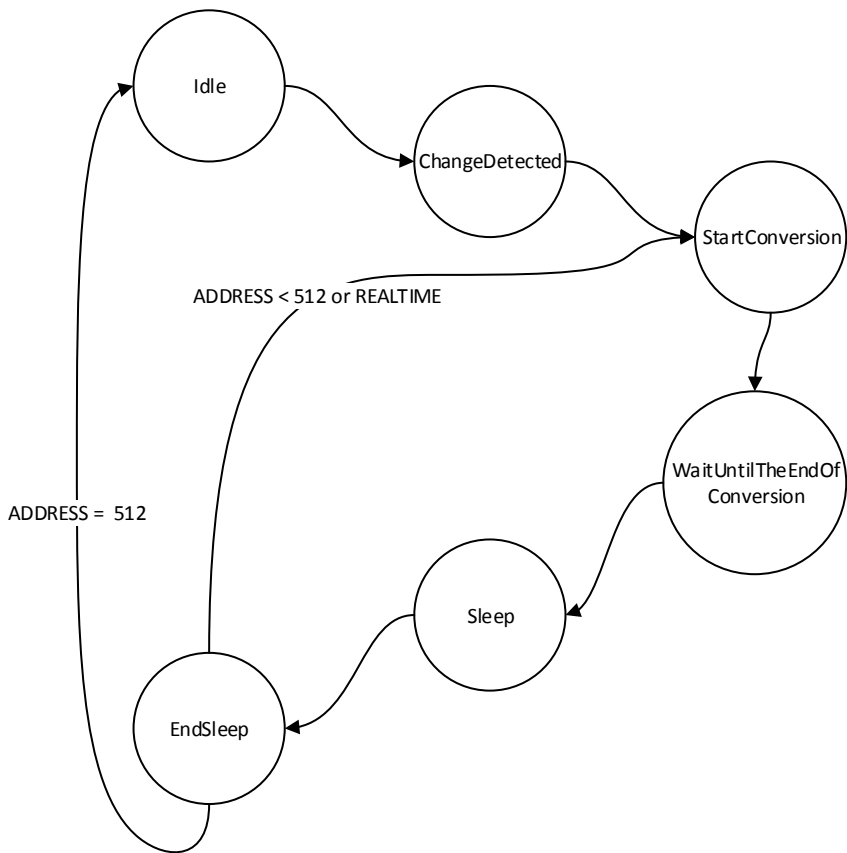 Idle
ChangeDetected
StartConversion
ADDRESS < 512 or REALTIME
WaitUntilTheEndOf
Conversion
ADDRESS = 512
Sleep
EndSleep